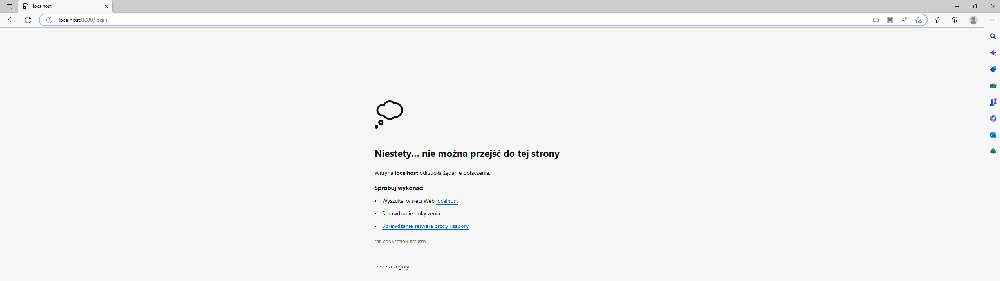 localhost
localhost:8080/login
Niestety... nie można przejść do tej strony
Witryna localhost odrzuciła żądanie połączenia.
Spróbuj wykonać:
• Wyszukaj w sieci Web localhost
• Sprawdzanie połączenia
• Sprawdzanie serwera proxy i zapory
ERR_CONNECTION_REFUSED
Szczegóły